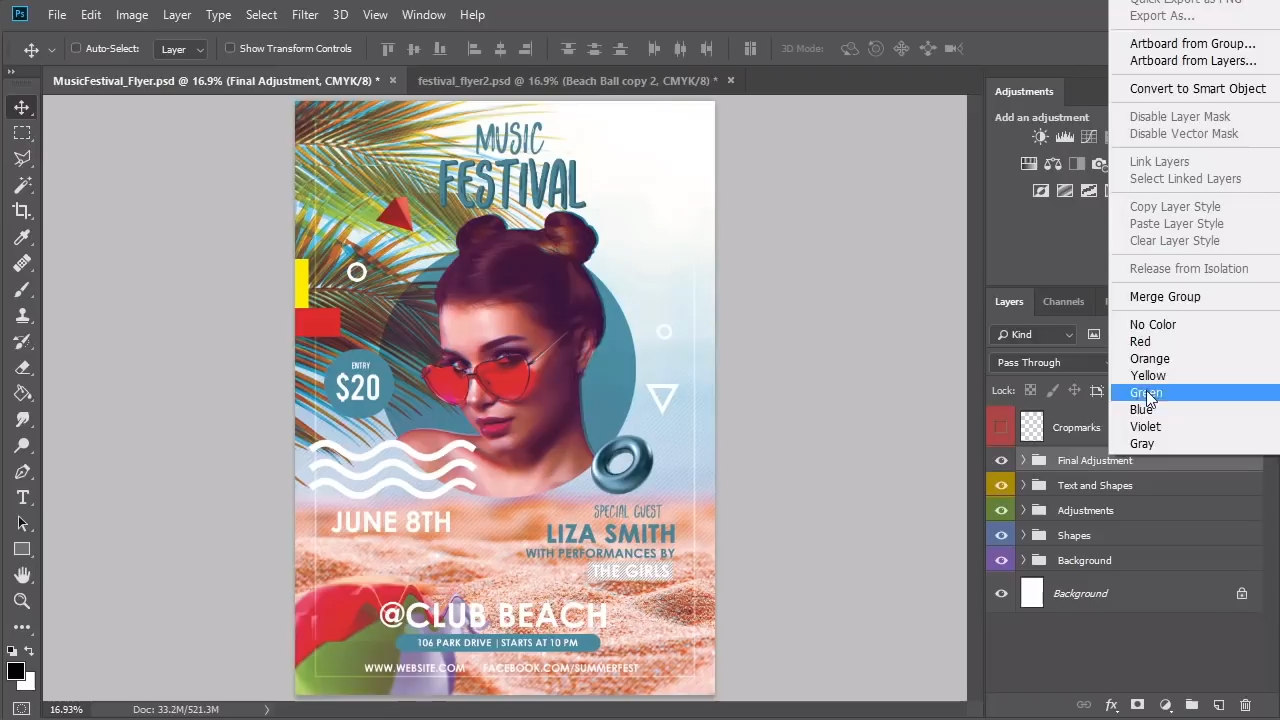 Ps File Edit Image Layer Type Select Filter 3D View Window Help
Export As...
Auto-Select: Layer Show Transform Controls 3D Mode:
Artboard from Group...
Artboard from Layers...
MusicFestival_Flyer.psd @ 16.9% (Final Adjustment, CMYK/8) * × festival_flyer2.psd @ 16.9% (Beach Ball copy 2, CMYK/8) * ×
Convert to Smart Object
Adjustments
Add an adjustment
Disable Layer Mask
Disable Vector Mask
Link Layers
Select Linked Layers
Copy Layer Style
Paste Layer Style
Clear Layer Style
Release from Isolation
Merge Group
No Color
Red
Orange
Yellow
Green
Blue
Violet
Gray
Layers Channels
Kind
Pass Through
Lock:
Cropmarks
Final Adjustment
Text and Shapes
Adjustments
Shapes
Background
Background
MUSIC
FESTIVAL
ENTRY
$20
JUNE 8TH
SPECIAL GUEST
LIZA SMITH
WITH PERFORMANCES BY
THE GIRLS
@CLUB BEACH
106 PARK DRIVE | STARTS AT 10 PM
WWW.WEBSITE.COM FACEBOOK.COM/SUMMERFEST
16.93% Doc: 33.2M/521.3M
fx